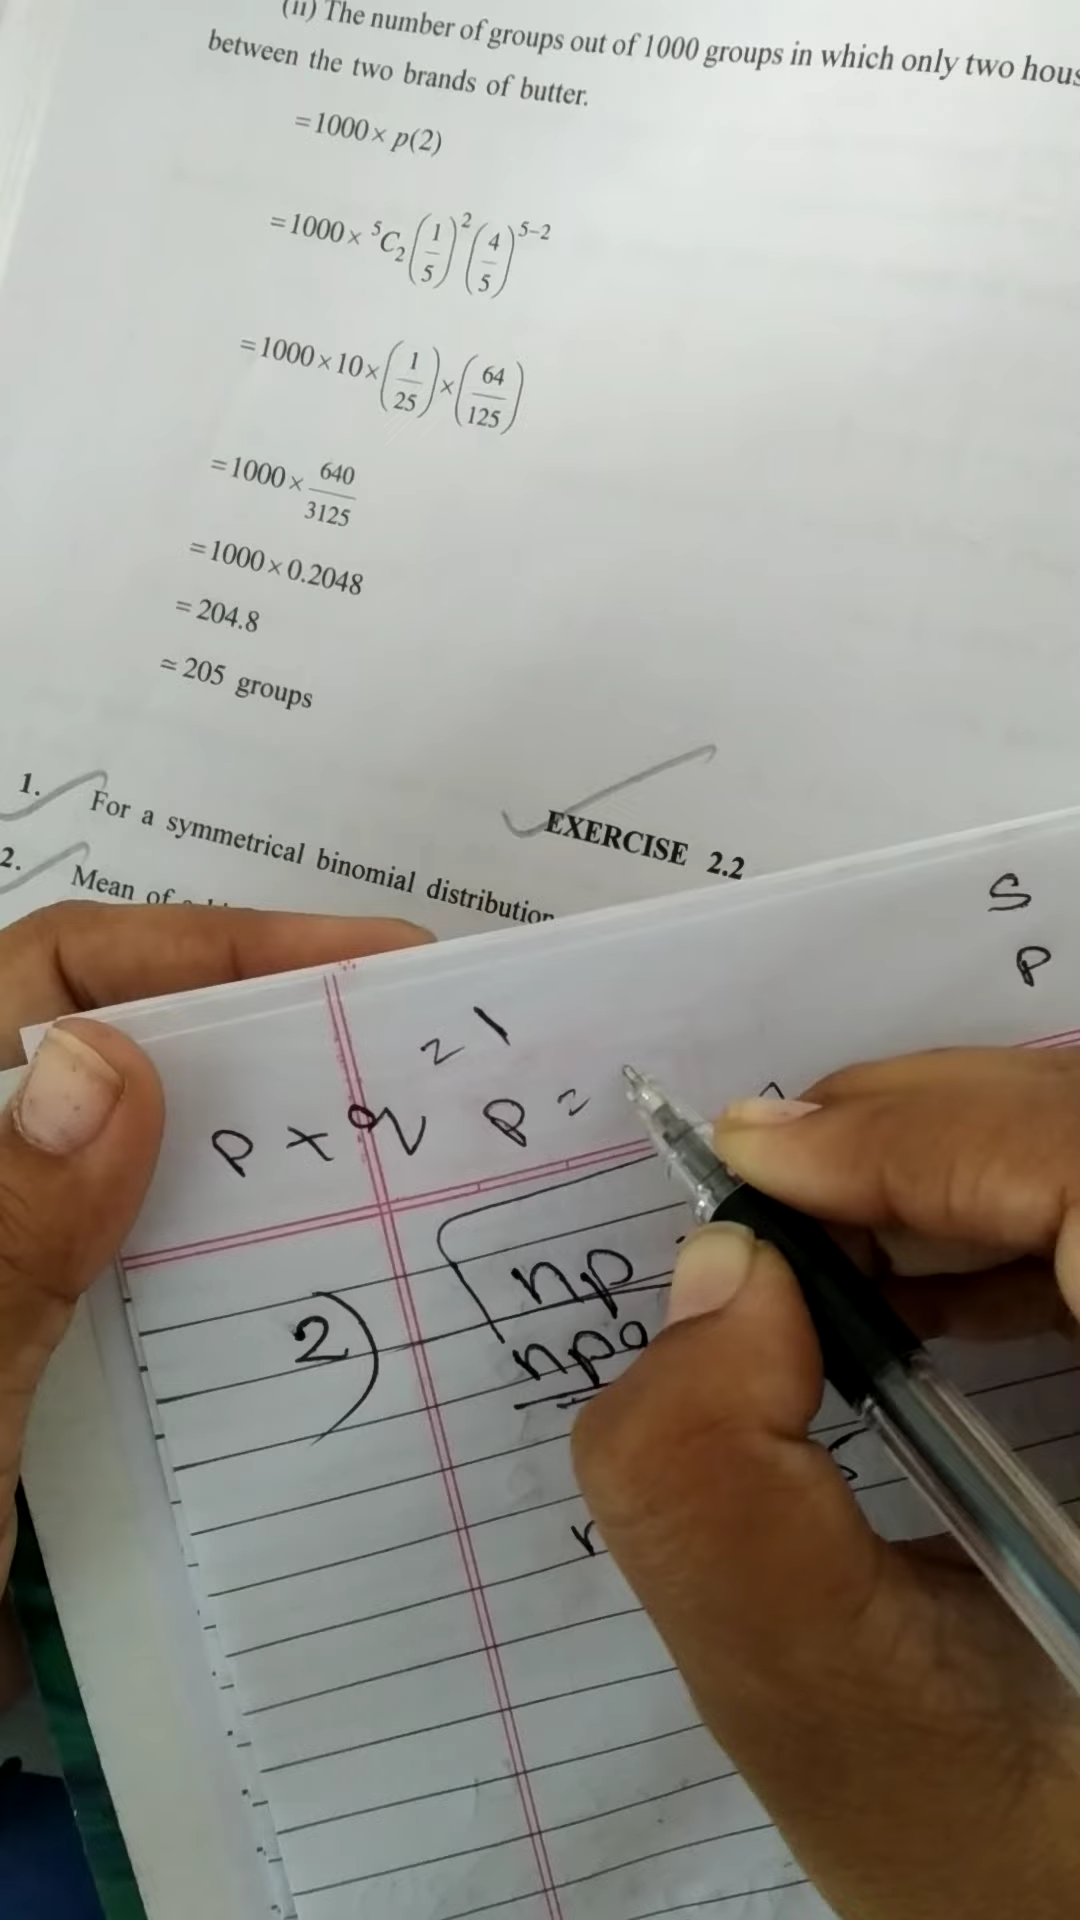 (ii) The number of groups out of 1000 groups in which only two hous
between the two brands of butter.
=1000× p(2)
=1000× ⁵C₂(1/5)²(4/5)⁵⁻²
=1000×10×(1/25)×(64/125)
=1000× 640/3125
=1000×0.2048
=204.8
≃205 groups
EXERCISE 2.2
1. For a symmetrical binomial distribution
2. Mean of
S
P
p + q = 1
p =
2) np
npq